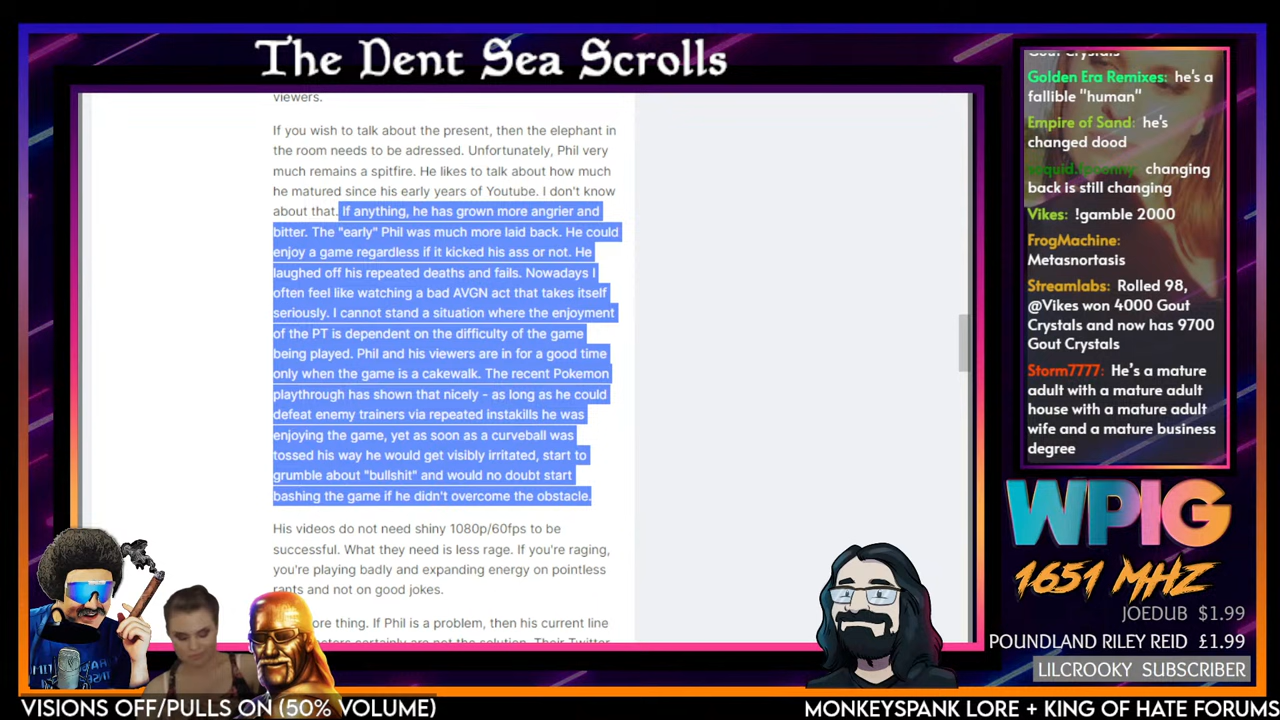 The Dent Sea Scrolls
viewers.
If you wish to talk about the present, then the elephant in
the room needs to be adressed. Unfortunately, Phil very
much remains a spitfire. He likes to talk about how much
he matured since his early years of Youtube. I don't know
about that. If anything, he has grown more angrier and
bitter. The "early" Phil was much more laid back. He could
enjoy a game regardless if it kicked his ass or not. He
laughed off his repeated deaths and fails. Nowadays I
often feel like watching a bad AVGN act that takes itself
seriously. I cannot stand a situation where the enjoyment
of the PT is dependent on the difficulty of the game
being played. Phil and his viewers are in for a good time
only when the game is a cakewalk. The recent Pokemon
playthrough has shown that nicely - as long as he could
defeat enemy trainers via repeated instakills he was
enjoying the game, yet as soon as a curveball was
tossed his way he would get visibly irritated, start to
grumble about "bullshit" and would no doubt start
bashing the game if he didn't overcome the obstacle.
His videos do not need shiny 1080p/60fps to be
successful. What they need is less rage. If you're raging,
you're playing badly and expanding energy on pointless
rants and not on good jokes.
ore thing. If Phil is a problem, then his current line
certainly are not the solution. Their Twitter
Gout Crystals
Golden Era Remixes: he's a
fallible "human"
Empire of Sand: he's
changed dood
changing
back is still changing
Vikes: !gamble 2000
FrogMachine:
Metasnortasis
Streamlabs: Rolled 98,
@Vikes won 4000 Gout
Crystals and now has 9700
Gout Crystals
Storm7777: He's a mature
adult with a mature adult
house with a mature adult
wife and a mature business
degree
WPIG
1651 MHZ
JOEDUB $1.99
POUNDLAND RILEY REID £1.99
LILCROOKY SUBSCRIBER
VISIONS OFF/PULLS ON (50% VOLUME)
MONKEYSPANK LORE + KING OF HATE FORUMS